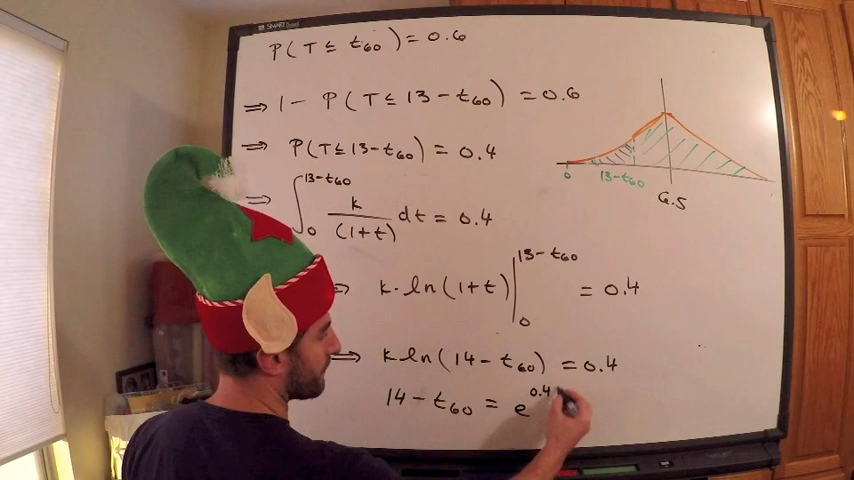 SMART Board
P(T ≤ t₆₀) = 0.6
⇒ 1 - P(T ≤ 13 - t₆₀) = 0.6
⇒ P(T ≤ 13 - t₆₀) = 0.4
⇒ ∫₀^(13-t₆₀) k/(1+t) dt = 0.4
⇒ k·ln(1+t) |₀^(13-t₆₀) = 0.4
⇒ k ln(14 - t₆₀) = 0.4
14 - t₆₀ = e^0.4
0
13-t₆₀
6.5